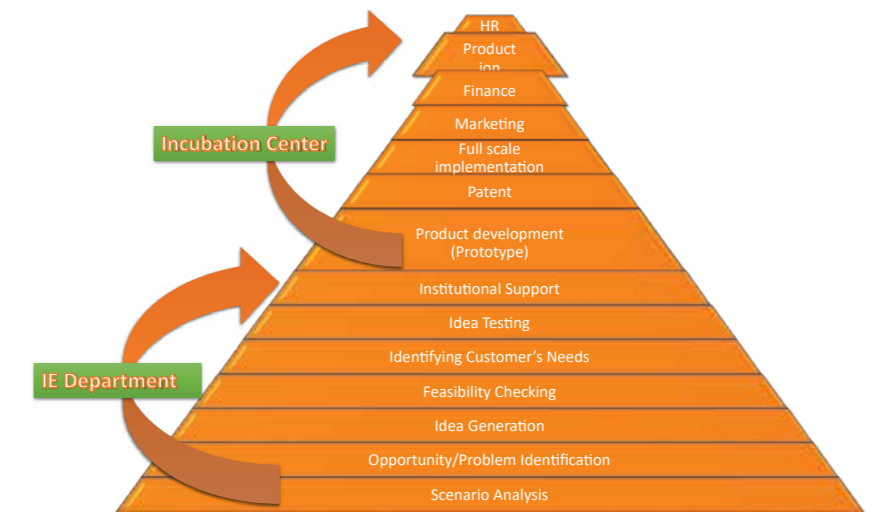 HR
Product
ion
Finance
Marketing
Incubation Center
Full scale
implementation
Patent
Product development
(Prototype)
Institutional Support
Idea Testing
Identifying Customer's Needs
IE Department
Feasibility Checking
Idea Generation
Opportunity/Problem Identification
Scenario Analysis